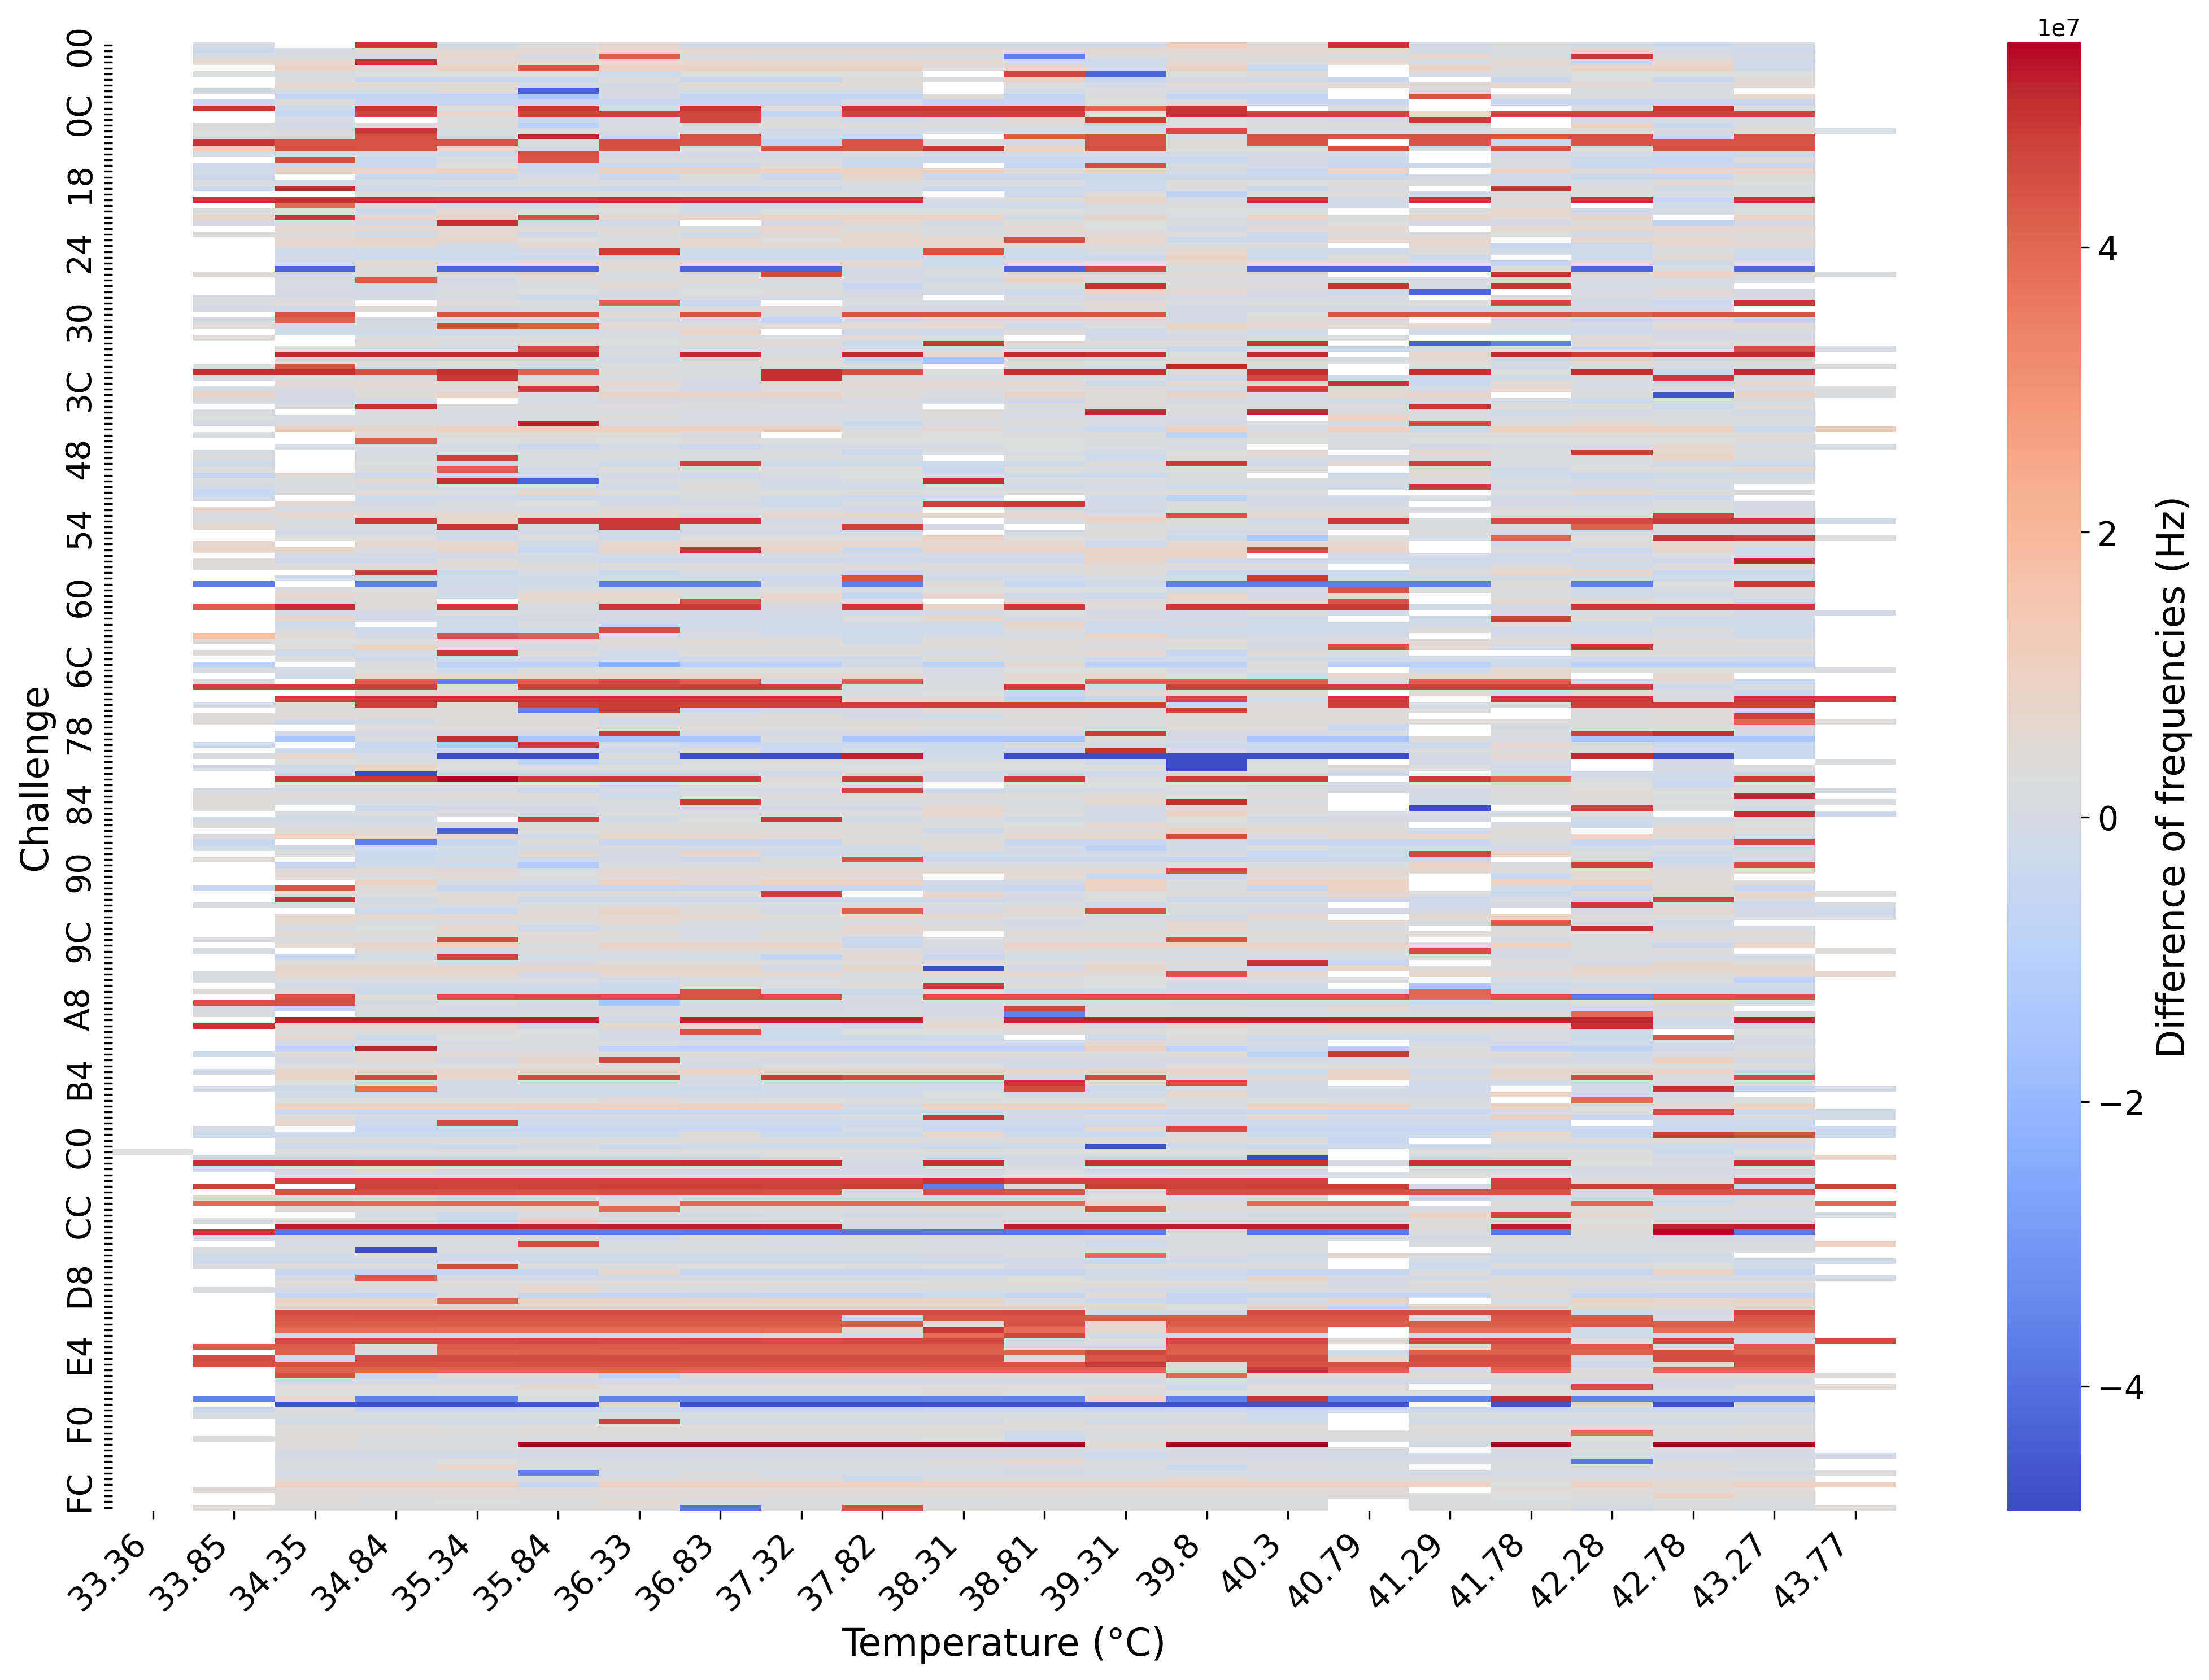 1e7
00
0C
18
24
30
3C
48
54
60
6C
78
84
90
9C
A8
B4
C0
CC
D8
E4
F0
FC
Challenge
33.36
33.85
34.35
34.84
35.34
35.84
36.33
36.83
37.32
37.82
38.31
38.81
39.31
39.8
40.3
40.79
41.29
41.78
42.28
42.78
43.27
43.77
Temperature (°C)
4
2
0
−2
−4
Difference of frequencies (Hz)